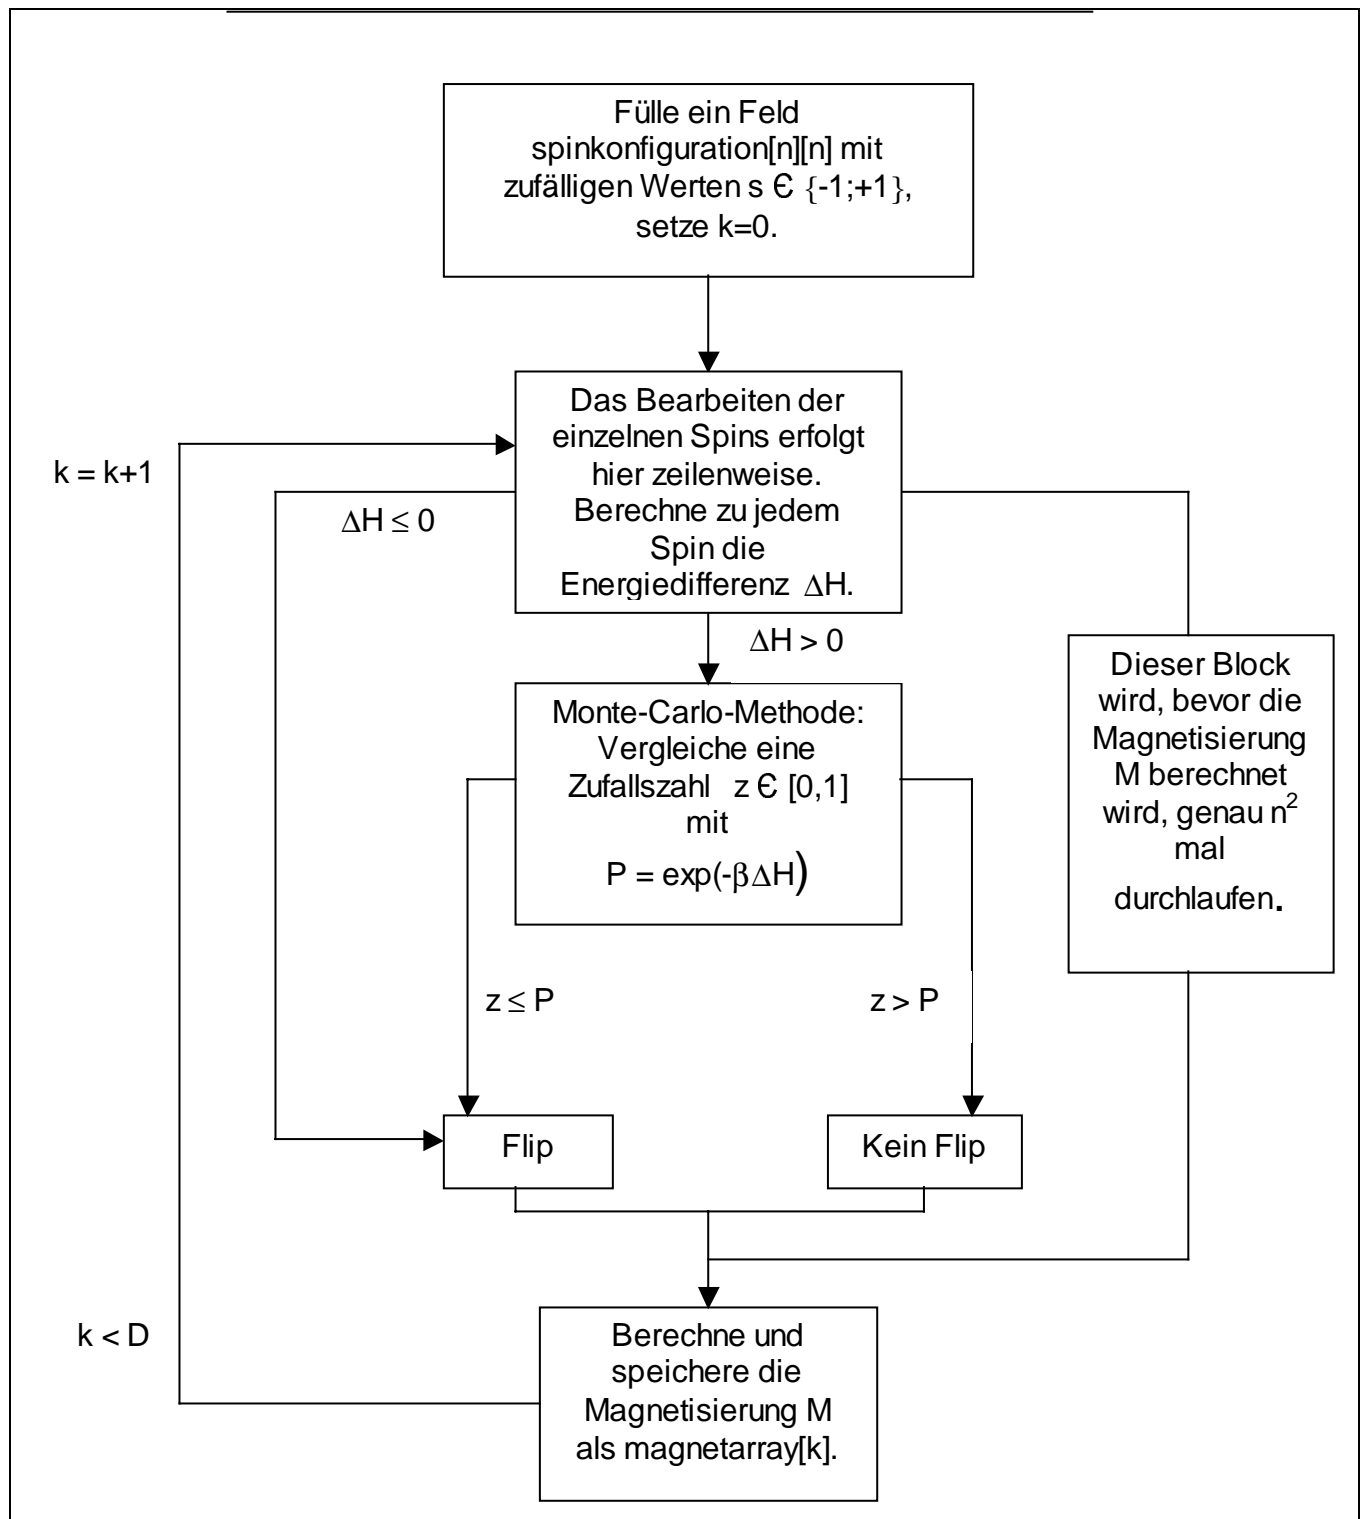 Fülle ein Feld
spinkonfiguration[n][n] mit
zufälligen Werten s Є {-1;+1},
setze k=0.
Das Bearbeiten der
einzelnen Spins erfolgt
hier zeilenweise.
Berechne zu jedem
Spin die
Energiedifferenz ΔH.
k = k+1
ΔH ≤ 0
ΔH > 0
Monte-Carlo-Methode:
Vergleiche eine
Zufallszahl z Є [0,1]
mit
P = exp(-βΔH)
Dieser Block
wird, bevor die
Magnetisierung
M berechnet
wird, genau n²
mal
durchlaufen.
z ≤ P
z > P
Flip
Kein Flip
k < D
Berechne und
speichere die
Magnetisierung M
als magnetarray[k].